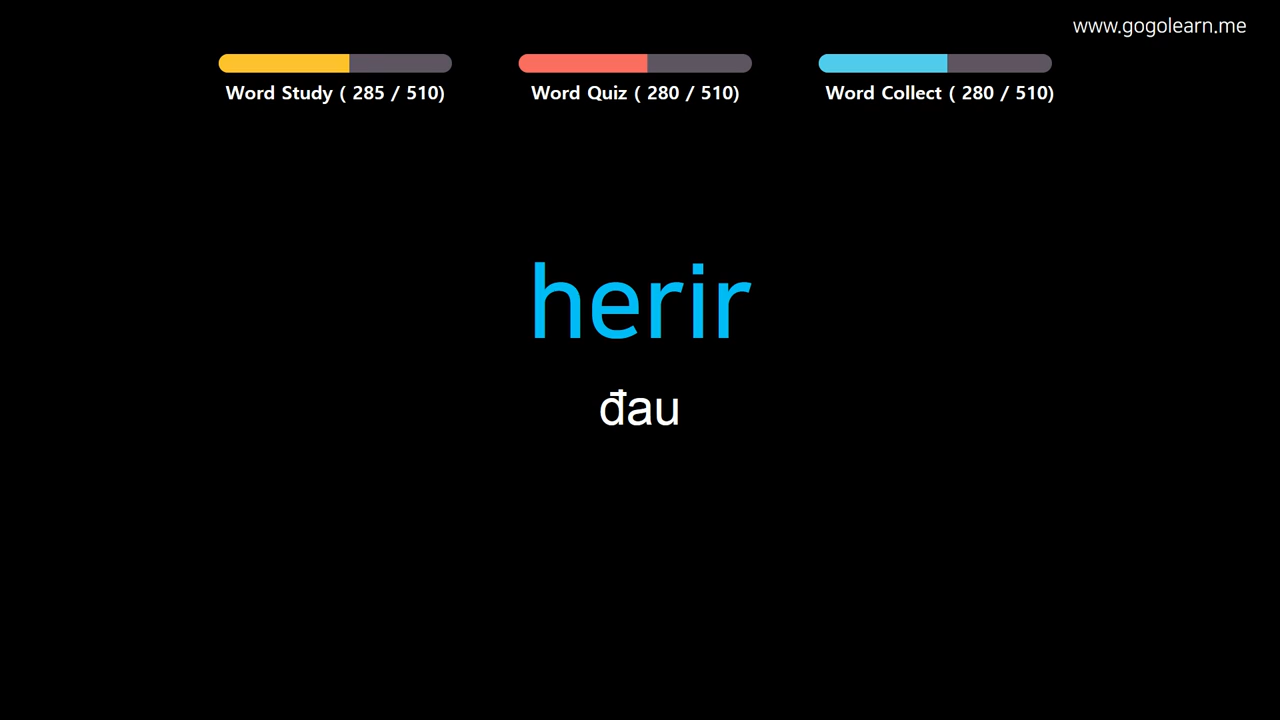 www.gogolearn.me
Word Study ( 285 / 510)
Word Quiz ( 280 / 510)
Word Collect ( 280 / 510)
herir
đau